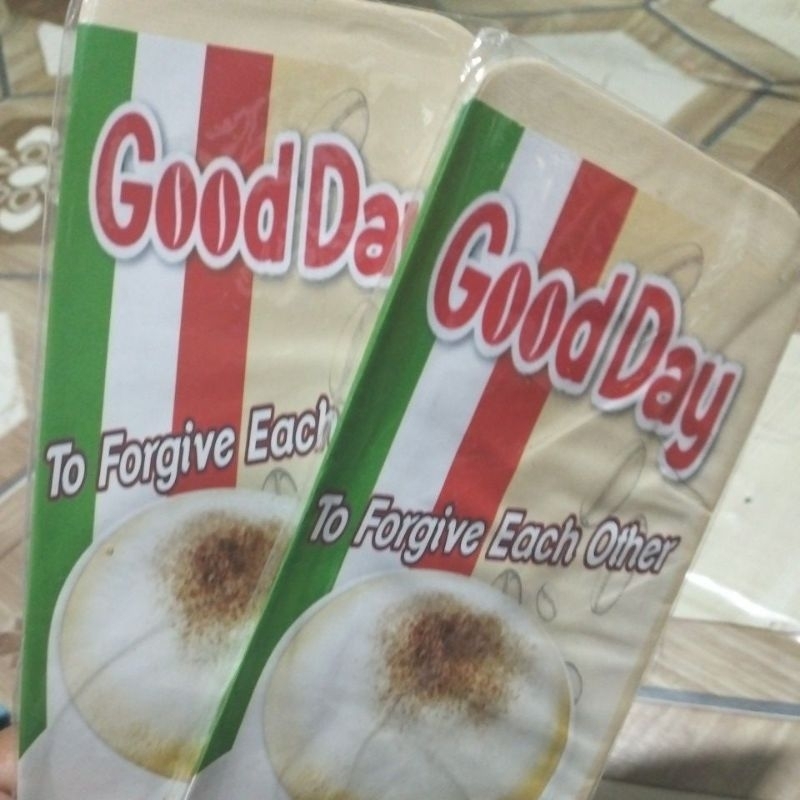 Good Day
To Forgive Each
Good Day
To Forgive Each Other